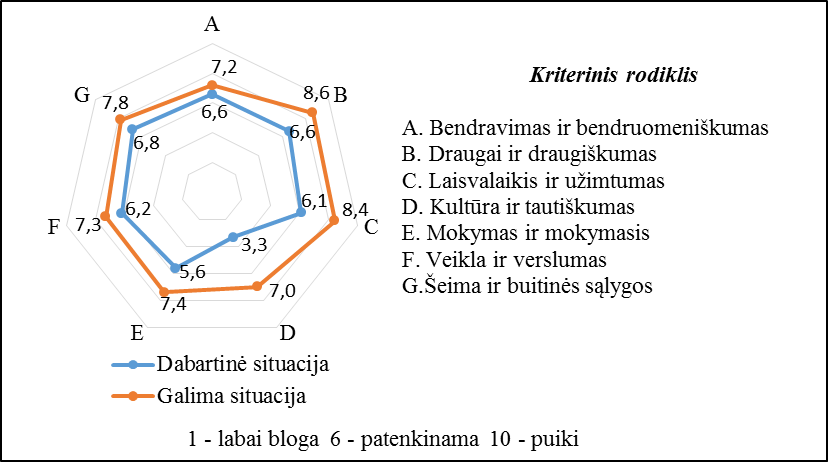 A
7,2
8,6
B
G
7,8
6,6
6,6
6,8
6,2
6,1
8,4
F
7,3
C
3,3
5,6
7,4
7,0
E
D
Dabartinė situacija
Galima situacija
Kriterinis rodiklis
A. Bendravimas ir bendruomeniškumas
B. Draugai ir draugiškumas
C. Laisvalaikis ir užimtumas
D. Kultūra ir tautiškumas
E. Mokymas ir mokymasis
F. Veikla ir verslumas
G.Šeima ir buitinės sąlygos
1 - labai bloga 6 - patenkinama 10 - puiki